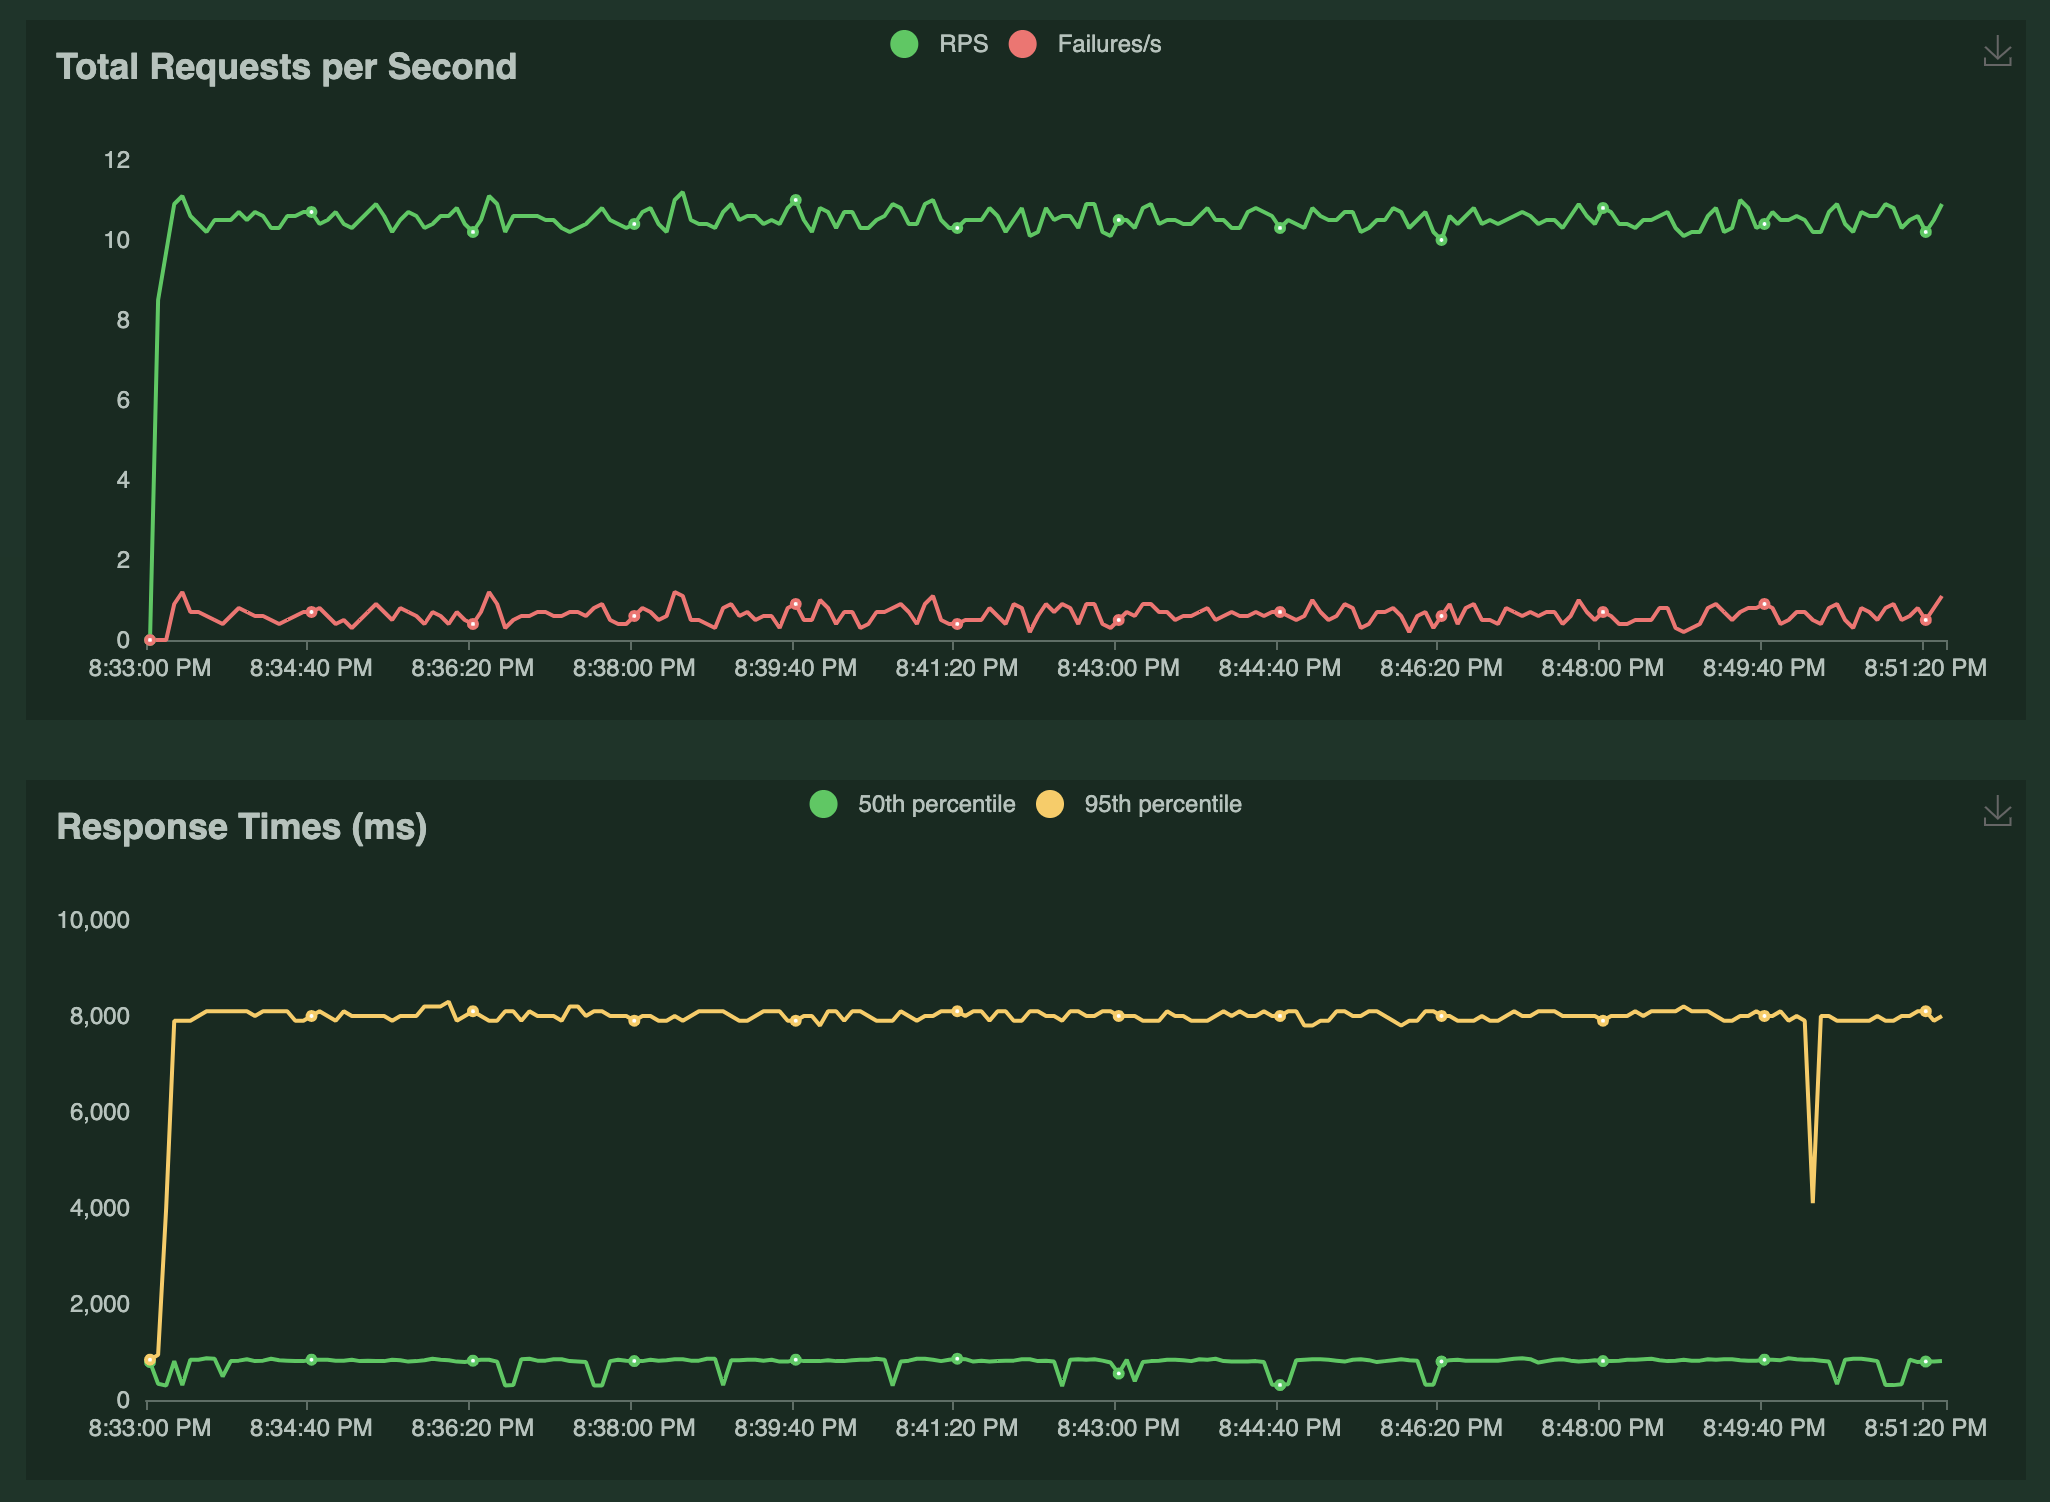 RPS Failures/s
Total Requests per Second
12
10
8
6
4
2
0
8:33:00 PM 8:34:40 PM 8:36:20 PM 8:38:00 PM 8:39:40 PM 8:41:20 PM 8:43:00 PM 8:44:40 PM 8:46:20 PM 8:48:00 PM 8:49:40 PM 8:51:20 PM
50th percentile 95th percentile
Response Times (ms)
10,000
8,000
6,000
4,000
2,000
0
8:33:00 PM 8:34:40 PM 8:36:20 PM 8:38:00 PM 8:39:40 PM 8:41:20 PM 8:43:00 PM 8:44:40 PM 8:46:20 PM 8:48:00 PM 8:49:40 PM 8:51:20 PM